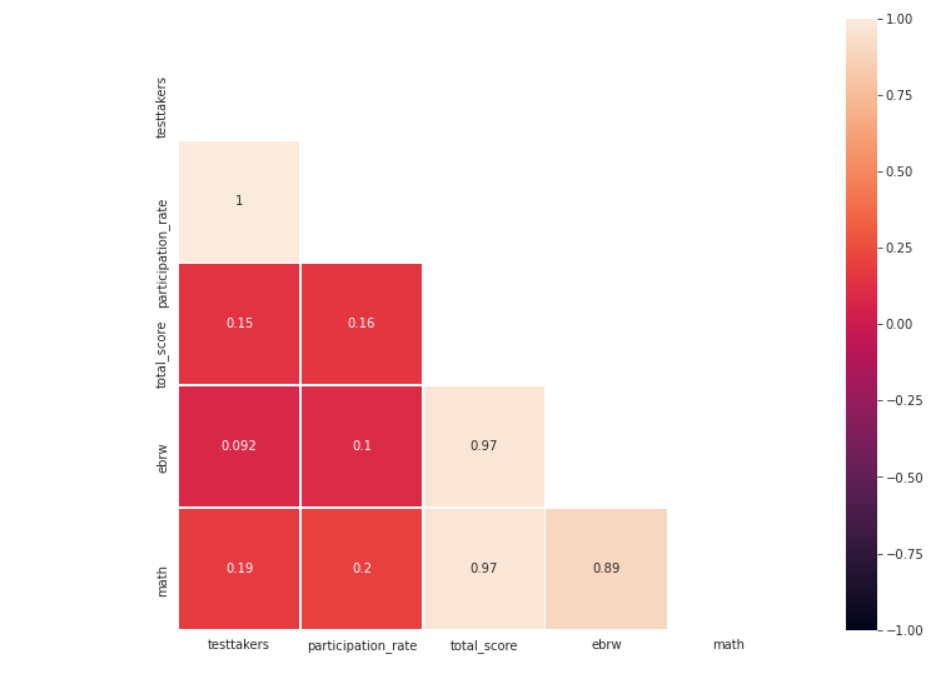 testtakers
participation_rate
total_score
ebrw
math
1
0.15 0.16
0.092 0.1 0.97
0.19 0.2 0.97 0.89
testtakers participation_rate total_score ebrw math
1.00
0.75
0.50
0.25
0.00
−0.25
−0.50
−0.75
−1.00